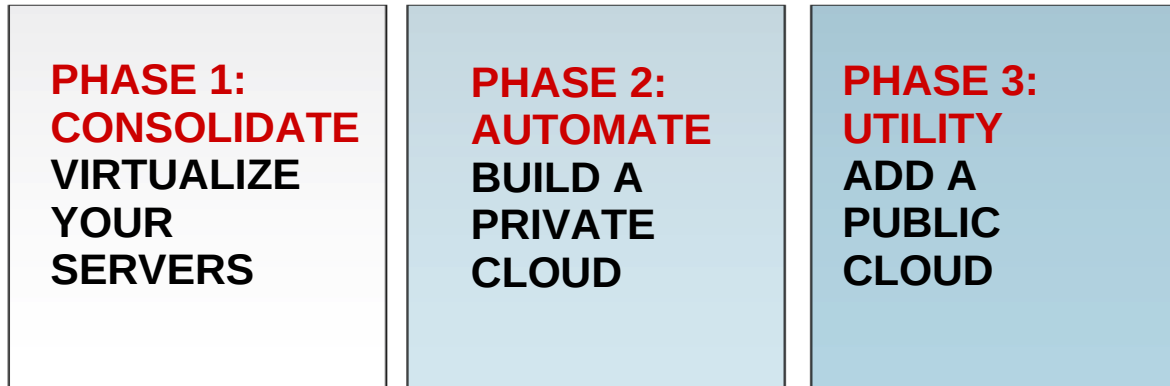 PHASE 1:
CONSOLIDATE
VIRTUALIZE
YOUR
SERVERS
PHASE 2:
AUTOMATE
BUILD A
PRIVATE
CLOUD
PHASE 3:
UTILITY
ADD A
PUBLIC
CLOUD